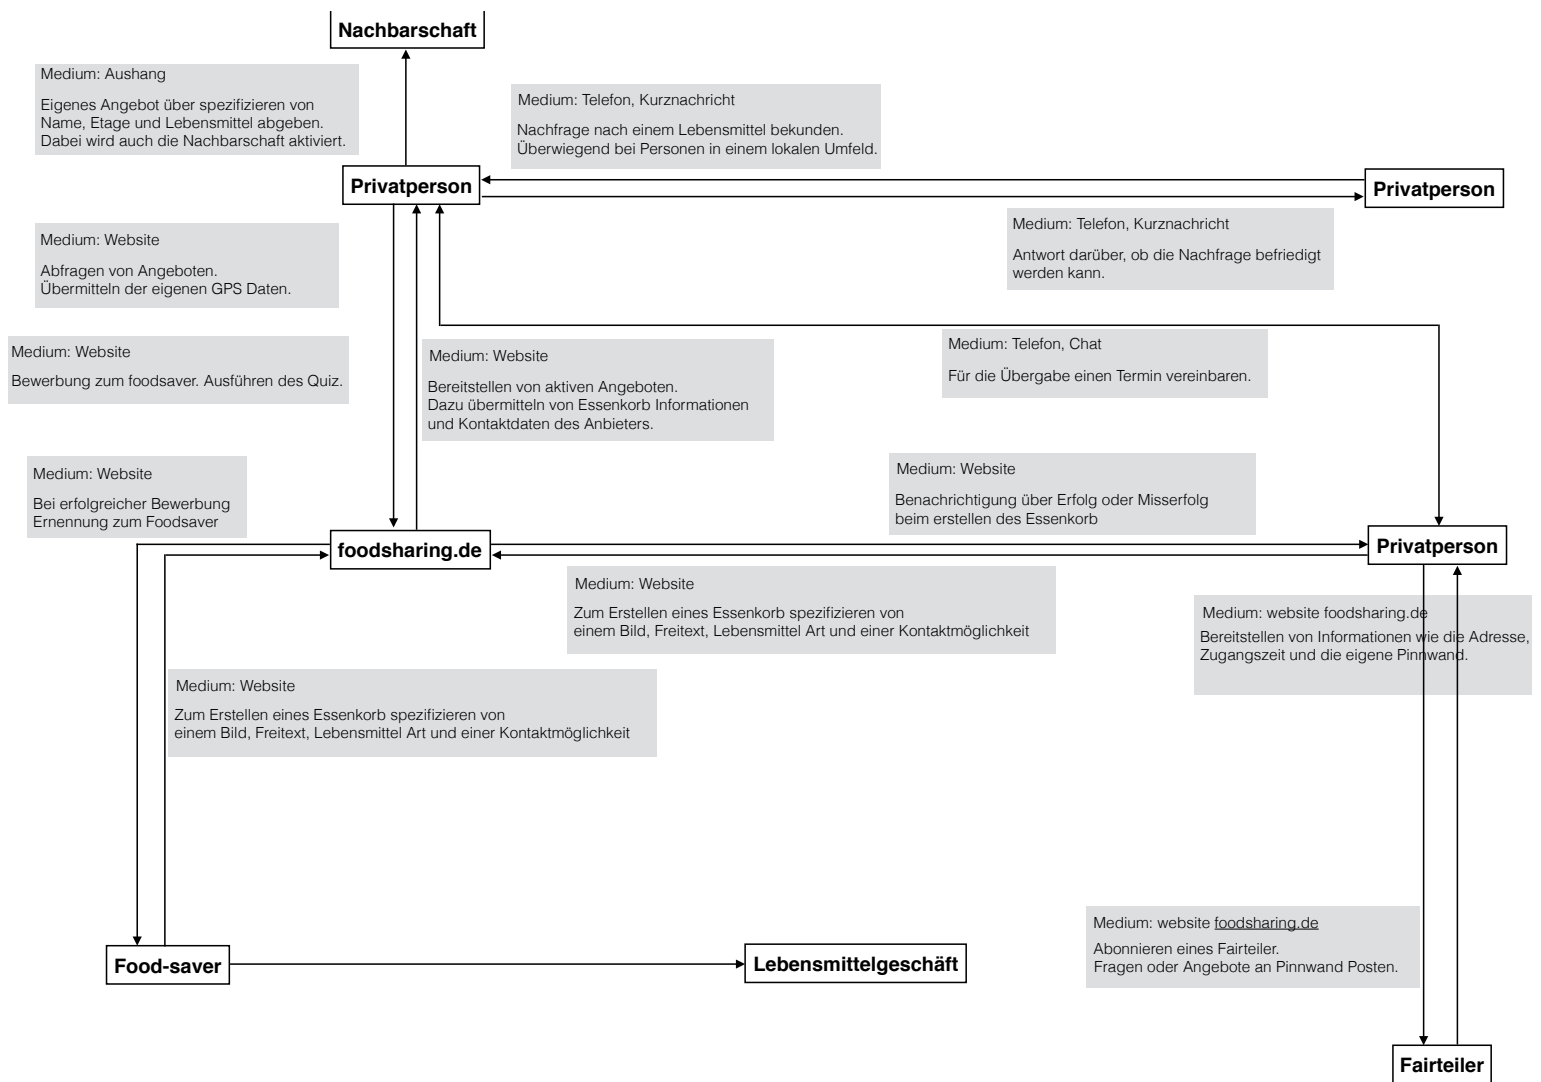 Nachbarschaft
Medium: Aushang
Eigenes Angebot über spezifizieren von
Name, Etage und Lebensmittel abgeben.
Dabei wird auch die Nachbarschaft aktiviert.
Medium: Telefon, Kurznachricht
Nachfrage nach einem Lebensmittel bekunden.
Überwiegend bei Personen in einem lokalen Umfeld.
Privatperson
Privatperson
Medium: Telefon, Kurznachricht
Antwort darüber, ob die Nachfrage befriedigt
werden kann.
Medium: Website
Abfragen von Angeboten.
Übermitteln der eigenen GPS Daten.
Medium: Website
Bewerbung zum foodsaver. Ausführen des Quiz.
Medium: Website
Bereitstellen von aktiven Angeboten.
Dazu übermitteln von Essenkorb Informationen
und Kontaktdaten des Anbieters.
Medium: Telefon, Chat
Für die Übergabe einen Termin vereinbaren.
Medium: Website
Bei erfolgreicher Bewerbung
Ernennung zum Foodsaver
Medium: Website
Benachrichtigung über Erfolg oder Misserfolg
beim erstellen des Essenkorb
foodsharing.de
Privatperson
Medium: Website
Zum Erstellen eines Essenkorb spezifizieren von
einem Bild, Freitext, Lebensmittel Art und einer Kontaktmöglichkeit
Medium: website foodsharing.de
Bereitstellen von Informationen wie die Adresse,
Zugangszeit und die eigene Pinnwand.
Medium: Website
Zum Erstellen eines Essenkorb spezifizieren von
einem Bild, Freitext, Lebensmittel Art und einer Kontaktmöglichkeit
Medium: website foodsharing.de
Abonnieren eines Fairteiler.
Fragen oder Angebote an Pinnwand Posten.
Food-saver
Lebensmittelgeschäft
Fairteiler